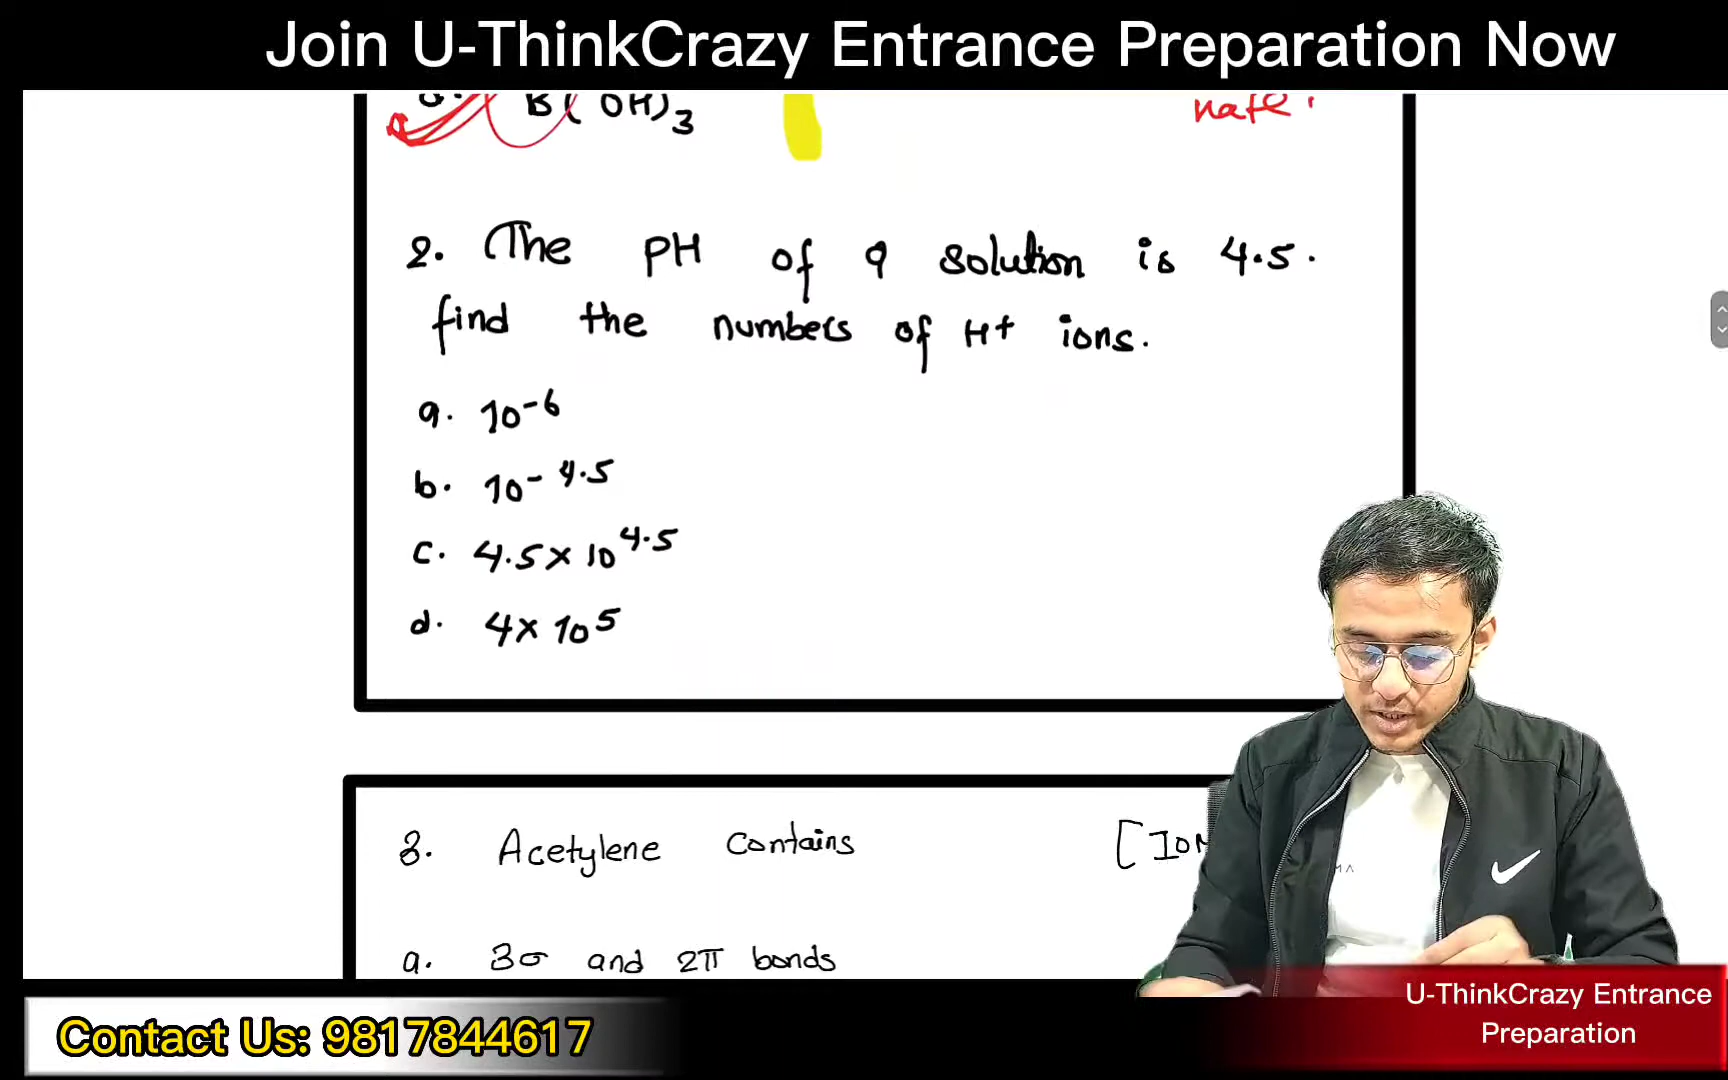 Join U-ThinkCrazy Entrance Preparation Now
B(OH)3
2. The PH of a solution is 4.5.
find the numbers of H+ ions.
a. 10-6
b. 10- 4.5
c. 4.5× 10 4.5
d. 4× 10 5
3. Acetylene contains
a. 3σ and 2π bonds
U-ThinkCrazy Entrance
Preparation
Contact Us: 9817844617